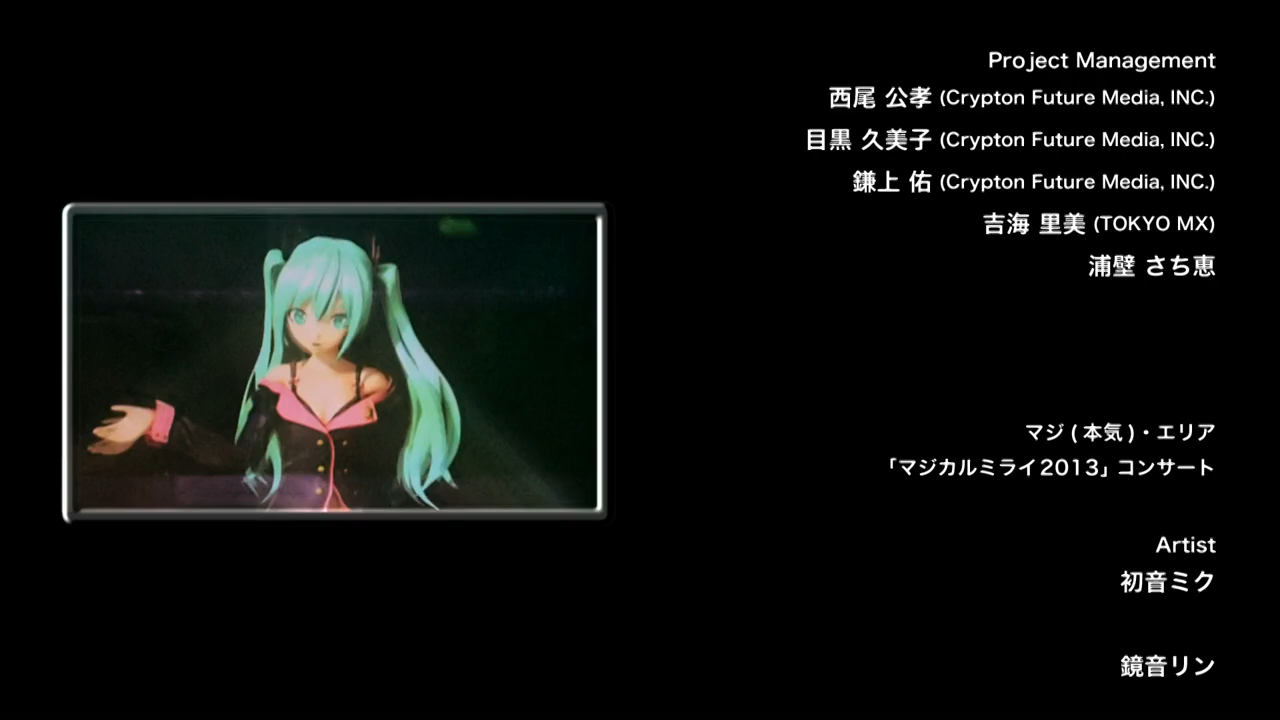 Project Management
西尾 公孝 (Crypton Future Media, INC.)
目黒 久美子 (Crypton Future Media, INC.)
鎌上 佑 (Crypton Future Media, INC.)
吉海 里美 (TOKYO MX)
浦壁 さち恵
マジ ( 本気 )・エリア
「マジカルミライ2013」コンサート
Artist
初音ミク
鏡音リン